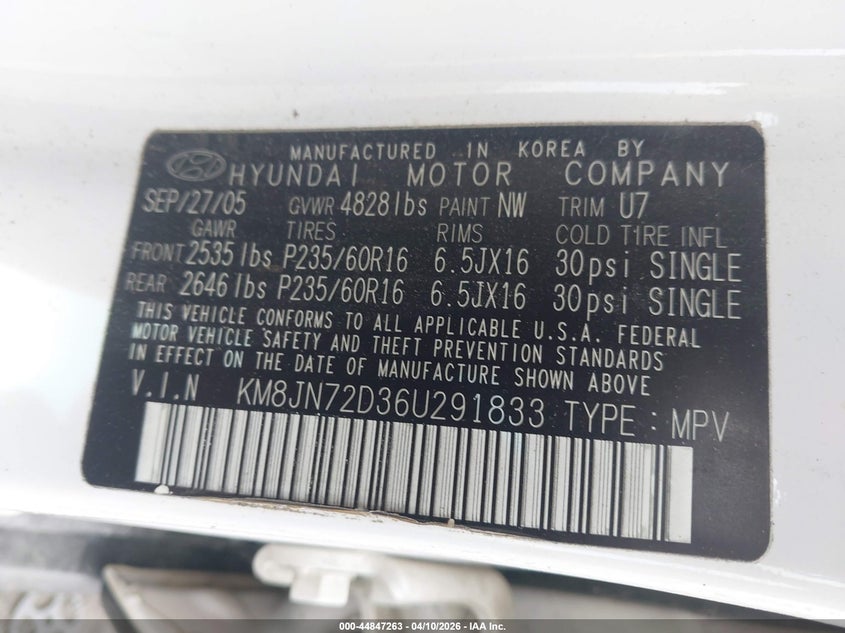 MANUFACTURED IN KOREA BY
HYUNDAI MOTOR COMPANY
SEP/27/05 GVWR 4828lbs PAINT NW TRIM U7
GAWR TIRES RIMS COLD TIRE INFL
FRONT 2535lbs P235/60R16 6.5JX16 30psi SINGLE
REAR 2646lbs P235/60R16 6.5JX16 30psi SINGLE
THIS VEHICLE CONFORMS TO ALL APPLICABLE U.S.A. FEDERAL
MOTOR VEHICLE SAFETY AND THEFT PREVENTION STANDARDS
IN EFFECT ON THE DATE OF MANUFACTURE SHOWN ABOVE
V.I.N KM8JN72D36U291833 TYPE : MPV
000-44847263 - 04/10/2026 - IAA Inc.